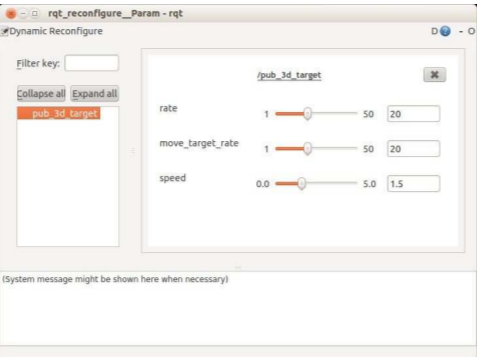 rqt_reconfigure__Param - rqt
Dynamic Reconfigure D ? - O
Filter key:
Collapse all Expand all
pub_3d_target
/pub_3d_target
rate 1 50 20
move_target_rate 1 50 20
speed 0.0 5.0 1.5
(System message might be shown here when necessary)